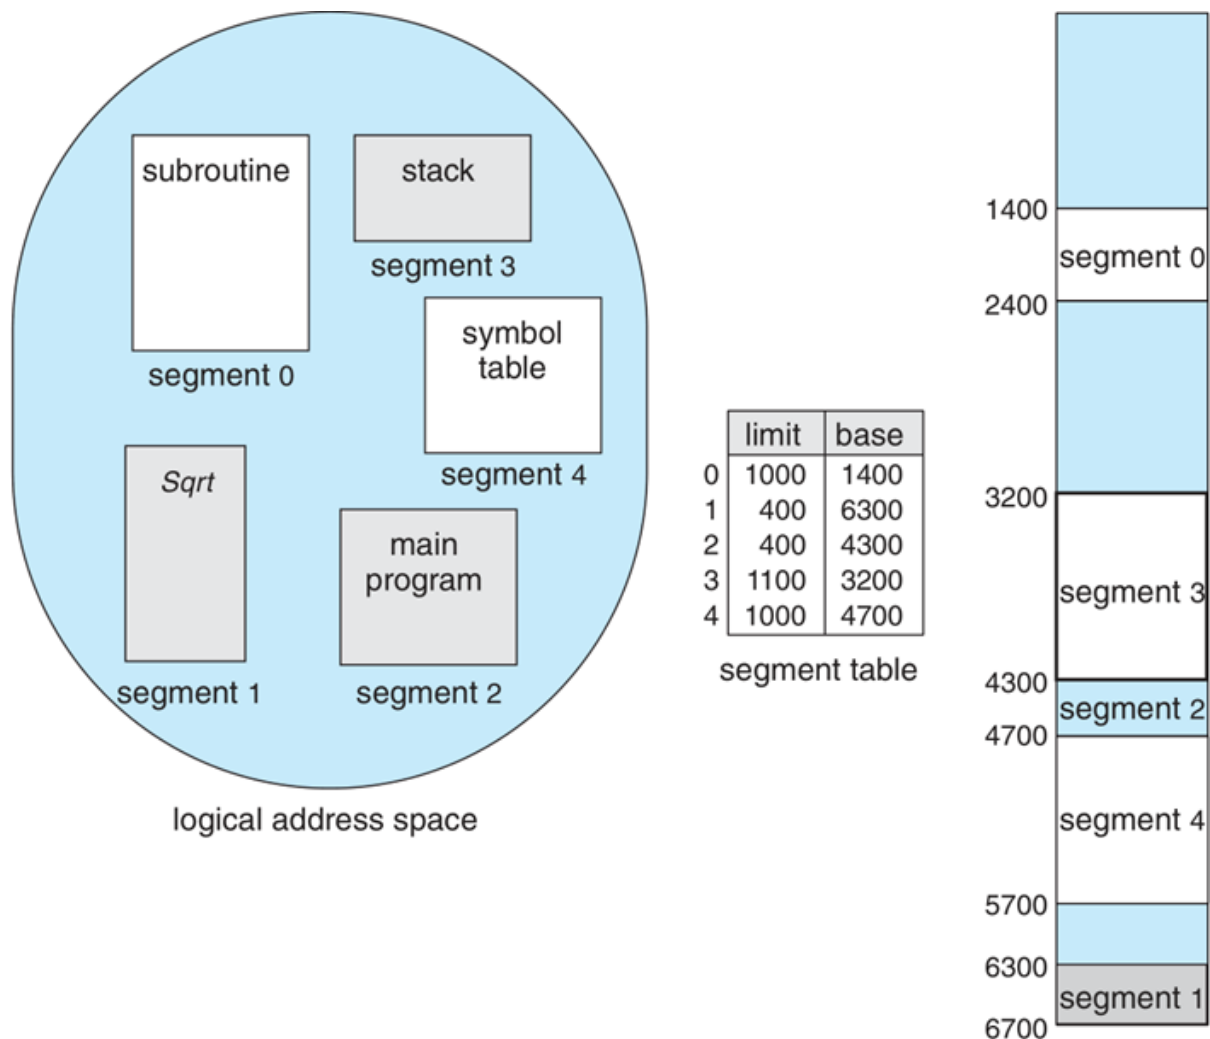 subroutine
segment 0
stack
segment 3
symbol
table
segment 4
Sqrt
segment 1
main
program
segment 2
logical address space
limit base
0 1000 1400
1 400 6300
2 400 4300
3 1100 3200
4 1000 4700
segment table
1400
segment 0
2400
3200
segment 3
4300
segment 2
4700
segment 4
5700
6300
segment 1
6700